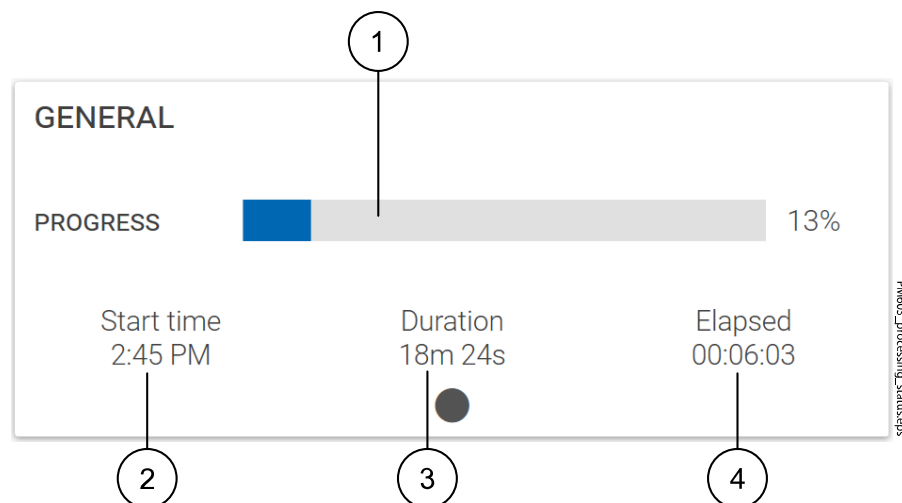 1
GENERAL
PROGRESS 13%
Start time Duration Elapsed
2:45 PM 18m 24s 00:06:03
2 3 4